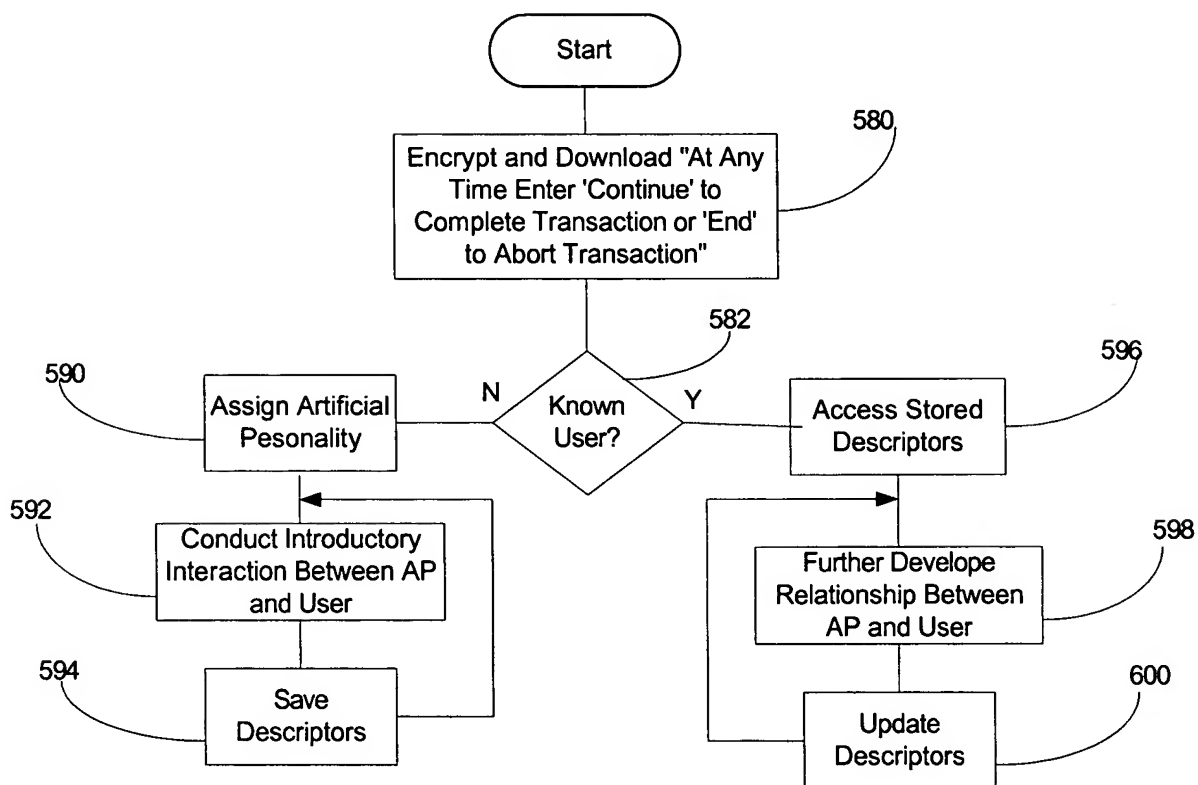 Start
580
Encrypt and Download "At Any
Time Enter 'Continue' to
Complete Transaction or 'End'
to Abort Transaction"
582
590
596
N
Y
Assign Artificial
Pesonality
Known
User?
Access Stored
Descriptors
592
Conduct Introductory
Interaction Between AP
and User
598
Further Develope
Relationship Between
AP and User
594
Save
Descriptors
600
Update
Descriptors